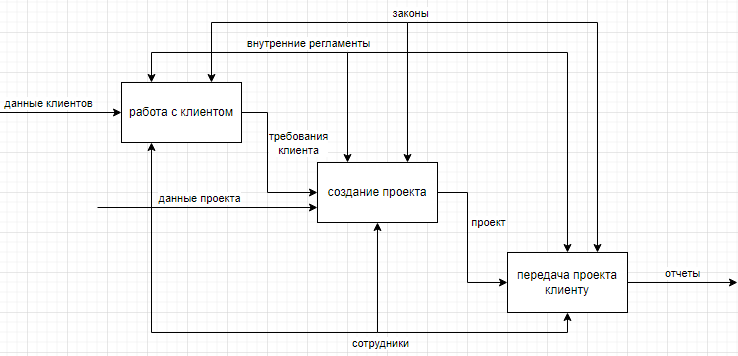 законы
внутренние регламенты
данные клиентов
работа с клиентом
требования
клиента
создание проекта
данные проекта
проект
передача проекта
клиенту
отчеты
сотрудники